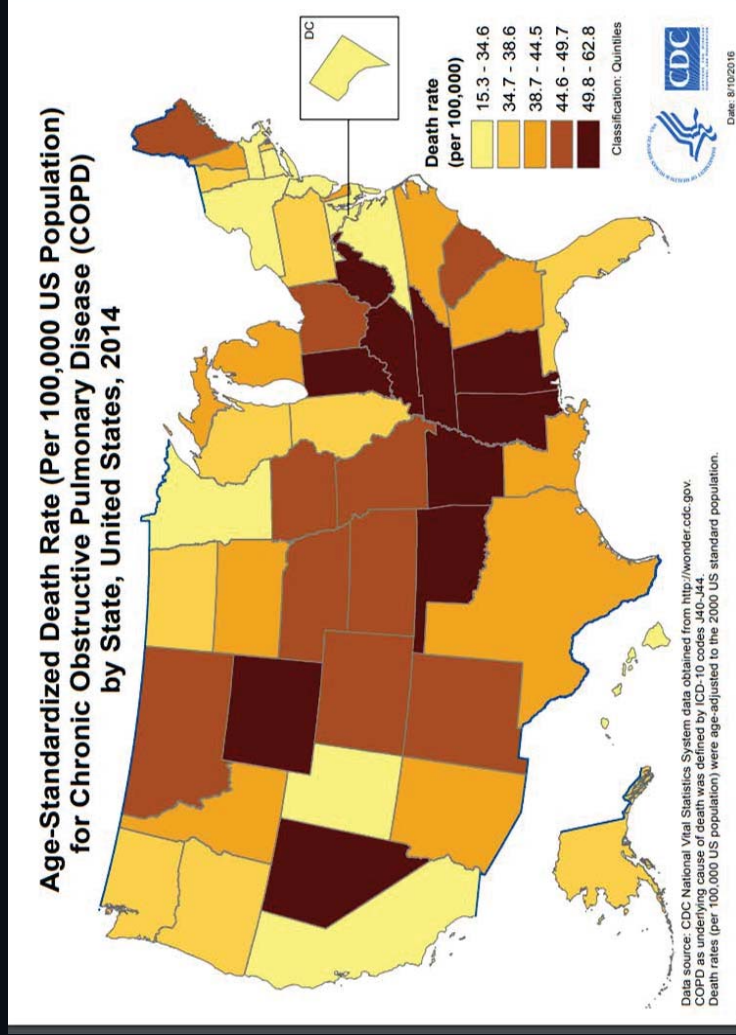 Age-Standardized Death Rate (Per 100,000 US Population)
for Chronic Obstructive Pulmonary Disease (COPD)
by State, United States, 2014
DC
Death rate
(per 100,000)
15.3 - 34.6
34.7 - 38.6
38.7 - 44.5
44.6 - 49.7
49.8 - 62.8
Classification: Quintiles
CDC
Date: 8/10/2016
Data source: CDC National Vital Statistics System data obtained from http://wonder.cdc.gov.
COPD as underlying cause of death was defined by ICD-10 codes J40-J44.
Death rates (per 100,000 US population) were age-adjusted to the 2000 US standard population.